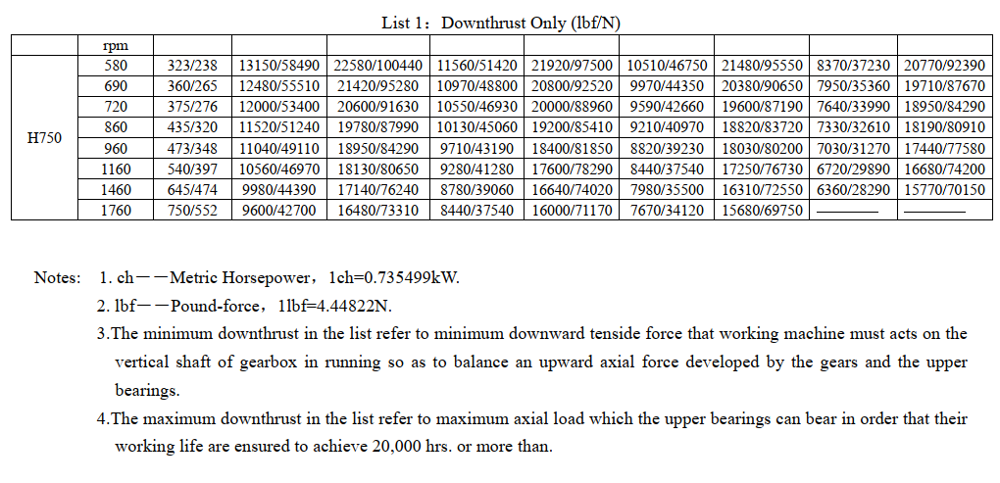 List 1：Downthrust Only (lbf/N)
rpm
H750
580 323/238 13150/58490 22580/100440 11560/51420 21920/97500 10510/46750 21480/95550 8370/37230 20770/92390
690 360/265 12480/55510 21420/95280 10970/48800 20800/92520 9970/44350 20380/90650 7950/35360 19710/87670
720 375/276 12000/53400 20600/91630 10550/46930 20000/88960 9590/42660 19600/87190 7640/33990 18950/84290
860 435/320 11520/51240 19780/87990 10130/45060 19200/85410 9210/40970 18820/83720 7330/32610 18190/80910
960 473/348 11040/49110 18950/84290 9710/43190 18400/81850 8820/39230 18030/80200 7030/31270 17440/77580
1160 540/397 10560/46970 18130/80650 9280/41280 17600/78290 8440/37540 17250/76730 6720/29890 16680/74200
1460 645/474 9980/44390 17140/76240 8780/39060 16640/74020 7980/35500 16310/72550 6360/28290 15770/70150
1760 750/552 9600/42700 16480/73310 8440/37540 16000/71170 7670/34120 15680/69750 ——— ———
Notes: 1. ch－－Metric Horsepower，1ch=0.735499kW.
2. lbf－－Pound-force，1lbf=4.44822N.
3.The minimum downthrust in the list refer to minimum downward tenside force that working machine must acts on the
vertical shaft of gearbox in running so as to balance an upward axial force developed by the gears and the upper
bearings.
4.The maximum downthrust in the list refer to maximum axial load which the upper bearings can bear in order that their
working life are ensured to achieve 20,000 hrs. or more than.